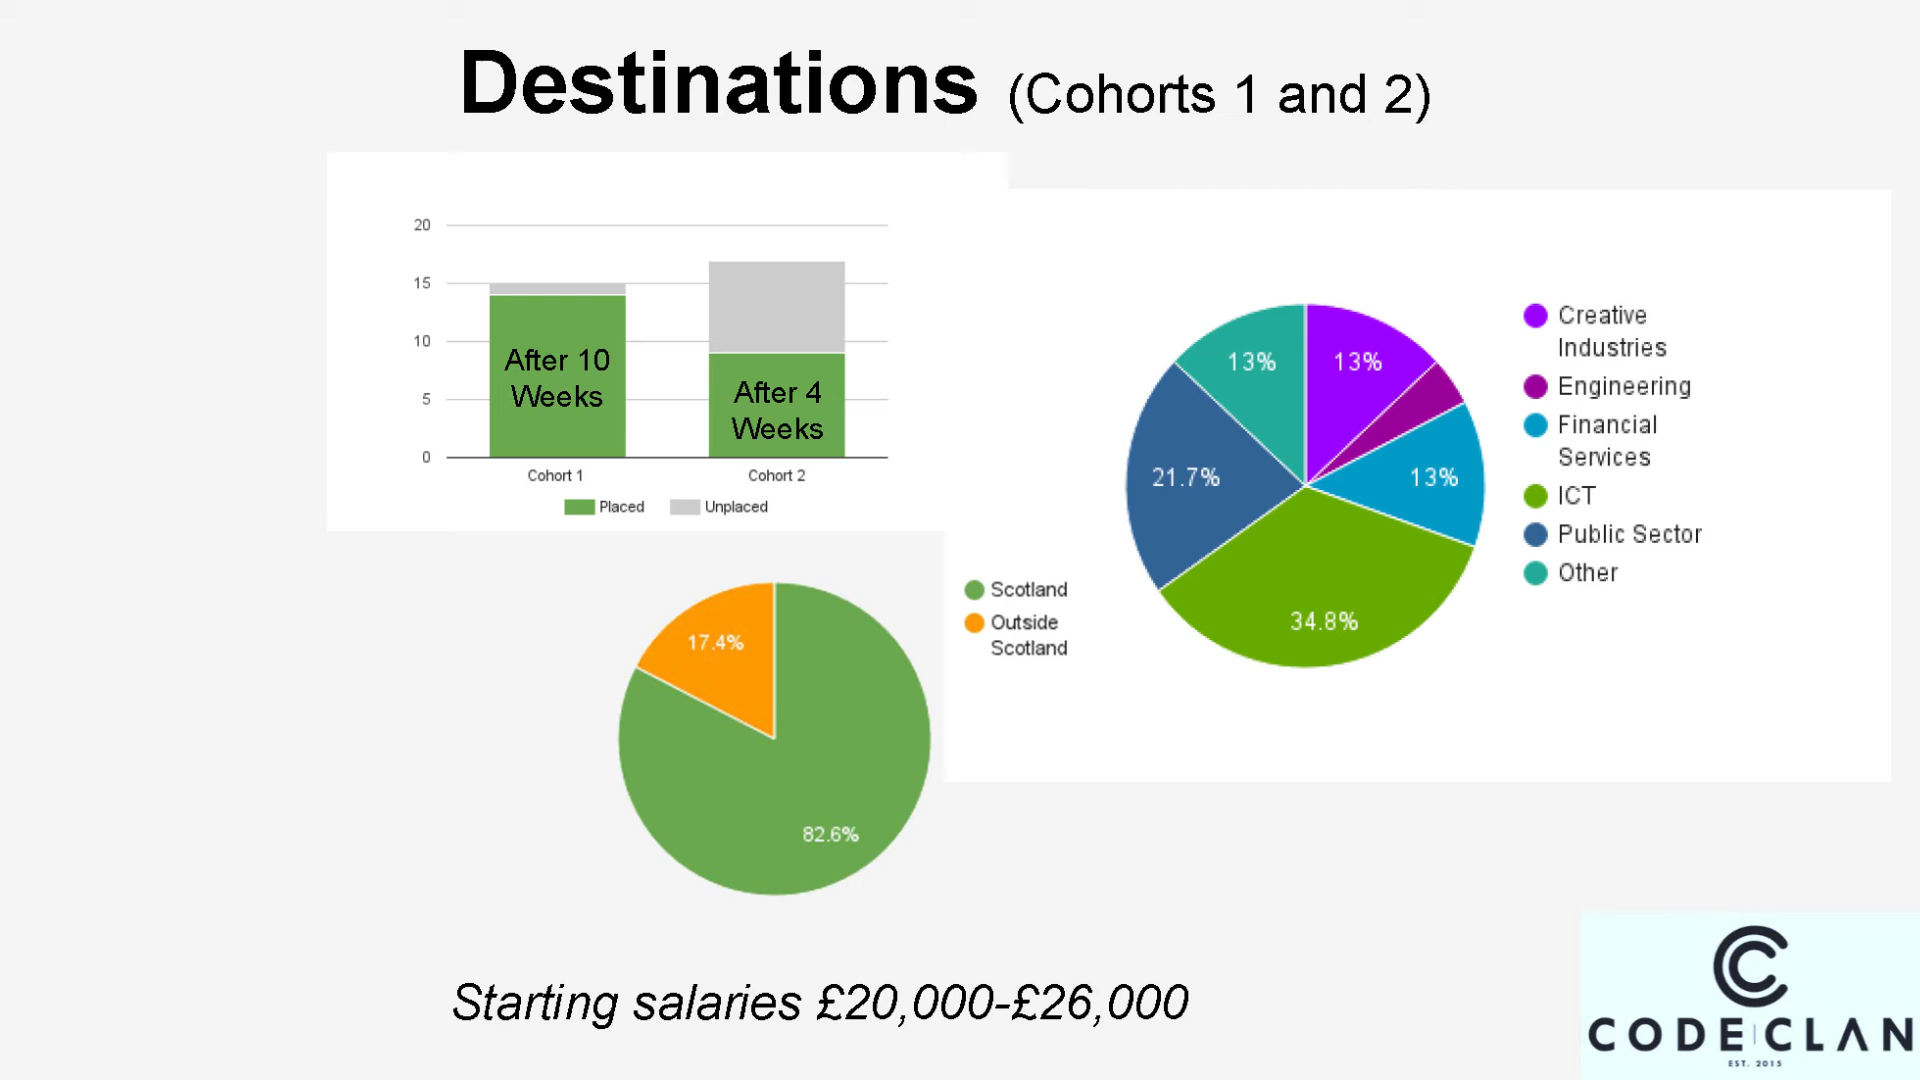 Destinations (Cohorts 1 and 2)
20
15
10
5
0
After 10
Weeks
After 4
Weeks
Cohort 1
Cohort 2
Placed
Unplaced
13%
13%
13%
21.7%
34.8%
Creative
Industries
Engineering
Financial
Services
ICT
Public Sector
Other
17.4%
82.6%
Scotland
Outside
Scotland
Starting salaries £20,000-£26,000
CODECLAN
EST. 2015